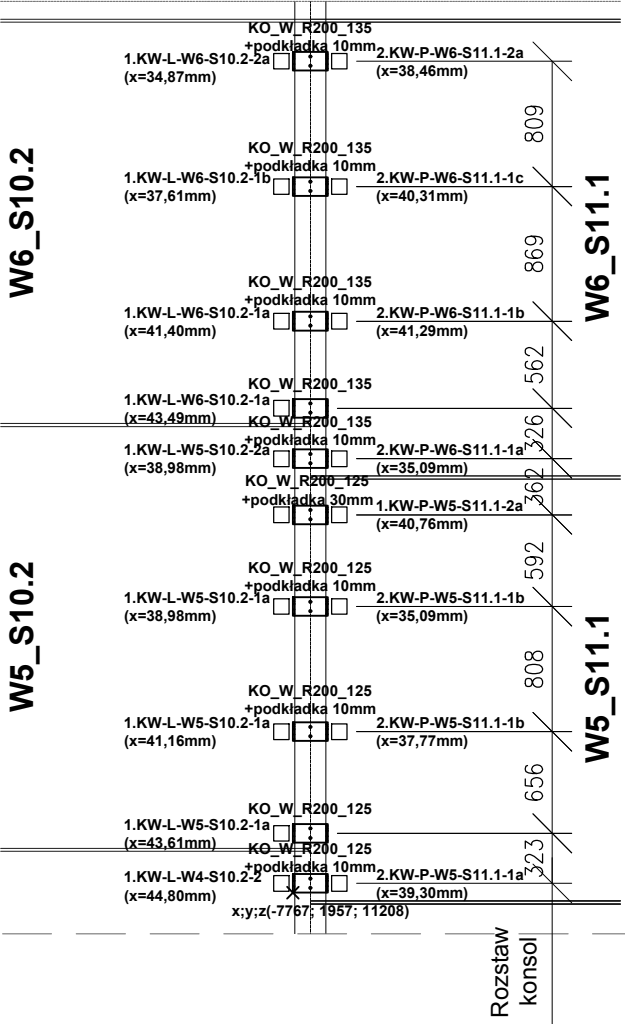 KO_W_R200_135
+podkładka 10mm
1.KW-L-W6-S10.2-2a
(x=34,87mm)
2.KW-P-W6-S11.1-2a
(x=38,46mm)
809
KO_W_R200_135
+podkładka 10mm
1.KW-L-W6-S10.2-1b
(x=37,61mm)
2.KW-P-W6-S11.1-1c
(x=40,31mm)
W6_S10.2
W6_S11.1
869
KO_W_R200_135
+podkładka 10mm
1.KW-L-W6-S10.2-1a
(x=41,40mm)
2.KW-P-W6-S11.1-1b
(x=41,29mm)
562
KO_W_R200_135
1.KW-L-W6-S10.2-1a
(x=43,49mm)
326
KO_W_R200_135
+podkładka 10mm
1.KW-L-W5-S10.2-2a
(x=38,98mm)
2.KW-P-W6-S11.1-1a
(x=35,09mm)
362
KO_W_R200_125
+podkładka 30mm
1.KW-P-W5-S11.1-2a
(x=40,76mm)
592
KO_W_R200_125
+podkładka 10mm
1.KW-L-W5-S10.2-1a
(x=38,98mm)
2.KW-P-W5-S11.1-1b
(x=35,09mm)
W5_S10.2
W5_S11.1
808
KO_W_R200_125
+podkładka 10mm
1.KW-L-W5-S10.2-1a
(x=41,16mm)
2.KW-P-W5-S11.1-1b
(x=37,77mm)
656
KO_W_R200_125
1.KW-L-W5-S10.2-1a
(x=43,61mm)
323
KO_W_R200_125
+podkładka 10mm
1.KW-L-W4-S10.2-2
(x=44,80mm)
2.KW-P-W5-S11.1-1a
(x=39,30mm)
x;y;z(-7767; 1957; 11208)
Rozstaw
konsol